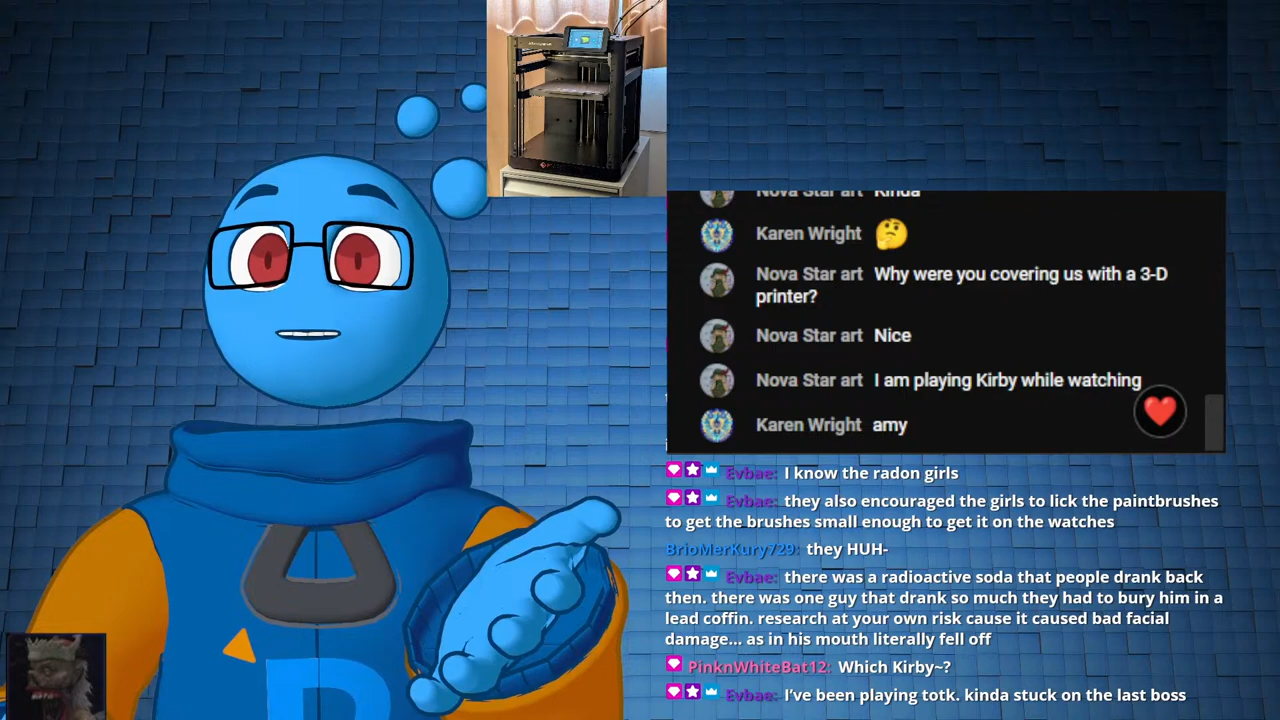 Nova Star art Kinda
Karen Wright 🤔
Nova Star art Why were you covering us with a 3-D
printer?
Nova Star art Nice
Nova Star art I am playing Kirby while watching
Karen Wright amy
Evbae: I know the radon girls
Evbae: they also encouraged the girls to lick the paintbrushes
to get the brushes small enough to get it on the watches
BrioMerKury729: they HUH-
Evbae: there was a radioactive soda that people drank back
then. there was one guy that drank so much they had to bury him in a
lead coffin. research at your own risk cause it caused bad facial
damage... as in his mouth literally fell off
PinknWhiteBat12: Which Kirby~?
Evbae: I've been playing totk. kinda stuck on the last boss